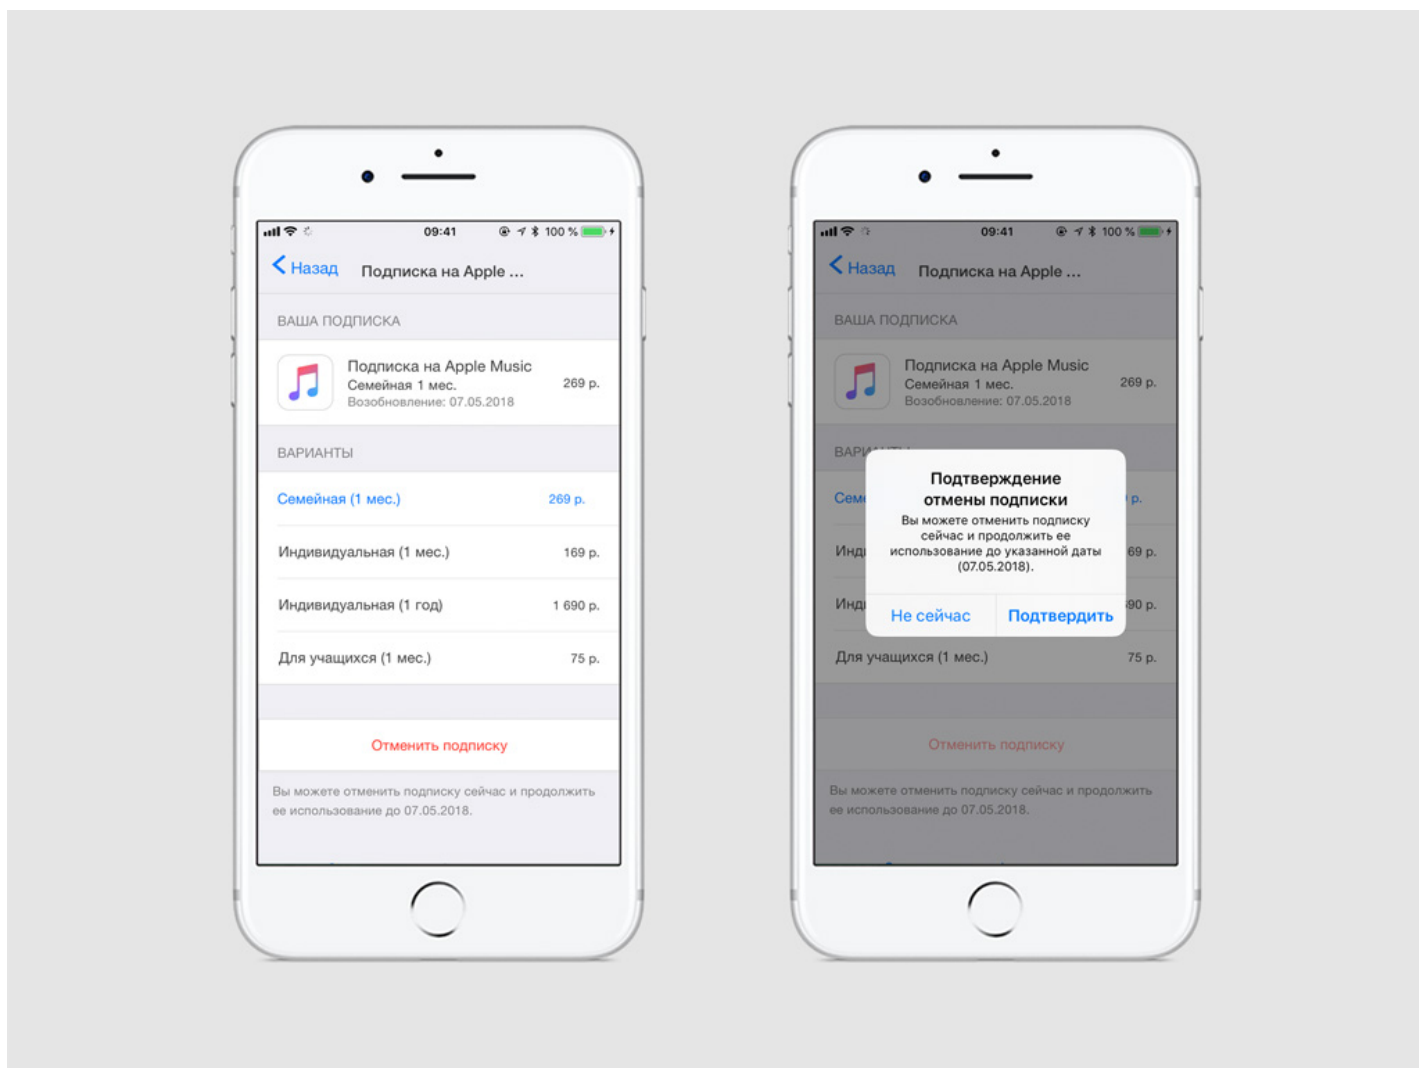 09:41
100 %
Назад
Подписка на Apple ...
ВАША ПОДПИСКА
Подписка на Apple Music
Семейная 1 мес.
269 р.
Возобновление: 07.05.2018
ВАРИАНТЫ
Семейная (1 мес.) 269 р.
Индивидуальная (1 мес.) 169 р.
Индивидуальная (1 год) 1 690 р.
Для учащихся (1 мес.) 75 р.
Отменить подписку
Вы можете отменить подписку сейчас и продолжить
ее использование до 07.05.2018.
09:41
100 %
Назад
Подписка на Apple ...
ВАША ПОДПИСКА
Подписка на Apple Music
Семейная 1 мес.
269 р.
Возобновление: 07.05.2018
Подтверждение
отмены подписки
Вы можете отменить подписку
сейчас и продолжить ее
использование до указанной даты
(07.05.2018).
Не сейчас Подтвердить
Для учащихся (1 мес.) 75 р.
Отменить подписку
Вы можете отменить подписку сейчас и продолжить
ее использование до 07.05.2018.